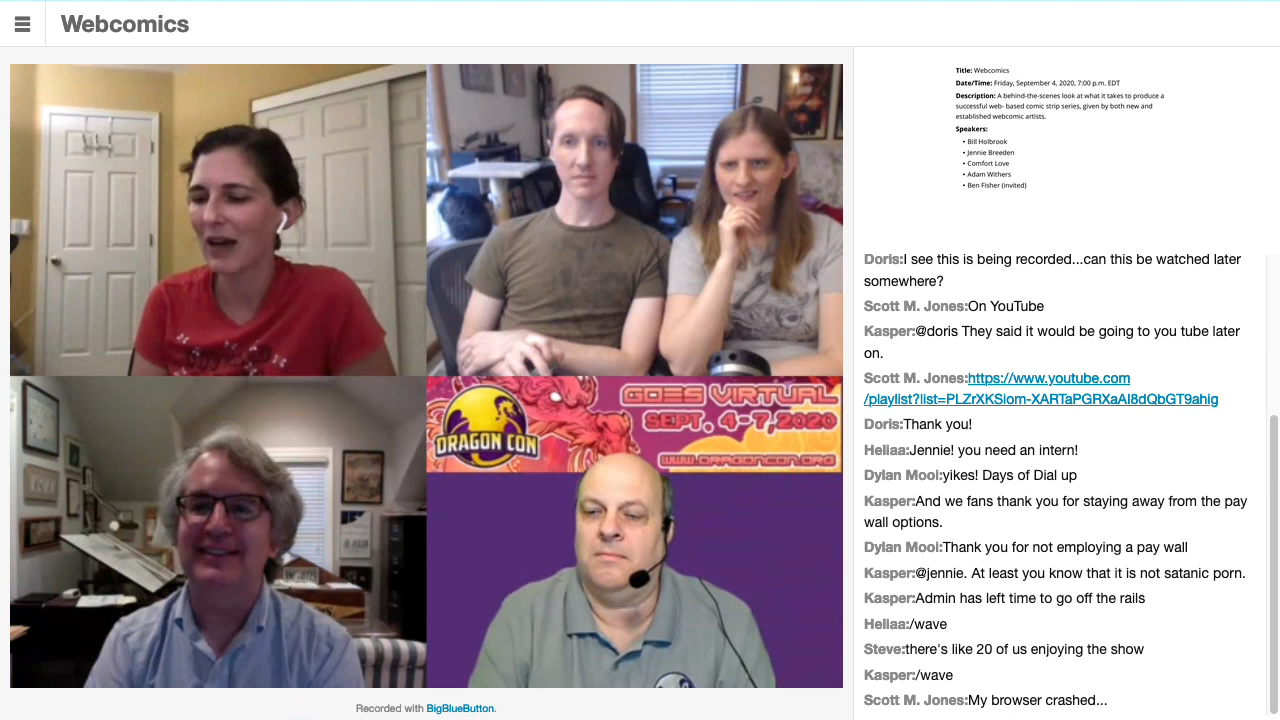 Webcomics
Title: Webcomics
Date/Time: Friday, September 4, 2020, 7:00 p.m. EDT
Description: A behind-the-scenes look at what it takes to produce a
successful web- based comic strip series, given by both new and
established webcomic artists.
Speakers:
• Bill Holbrook
• Jennie Breeden
• Comfort Love
• Adam Withers
• Ben Fisher (invited)
GOES VIRTUAL
SEPT. 4-7, 2020
DRAGON CON
WWW.DRAGONCON.ORG
Doris:I see this is being recorded...can this be watched later
somewhere?
Scott M. Jones:On YouTube
Kasper:@doris They said it would be going to you tube later
on.
Scott M. Jones:https://www.youtube.com
/playlist?list=PLZrXKSiom-XARTaPGRXaAl8dQbGT9ahig
Doris:Thank you!
Heliaa:Jennie! you need an intern!
Dylan Mooi:yikes! Days of Dial up
Kasper:And we fans thank you for staying away from the pay
wall options.
Dylan Mooi:Thank you for not employing a pay wall
Kasper:@jennie. At least you know that it is not satanic porn.
Kasper:Admin has left time to go off the rails
Heliaa:/wave
Steve:there's like 20 of us enjoying the show
Kasper:/wave
Scott M. Jones:My browser crashed...
Recorded with BigBlueButton.